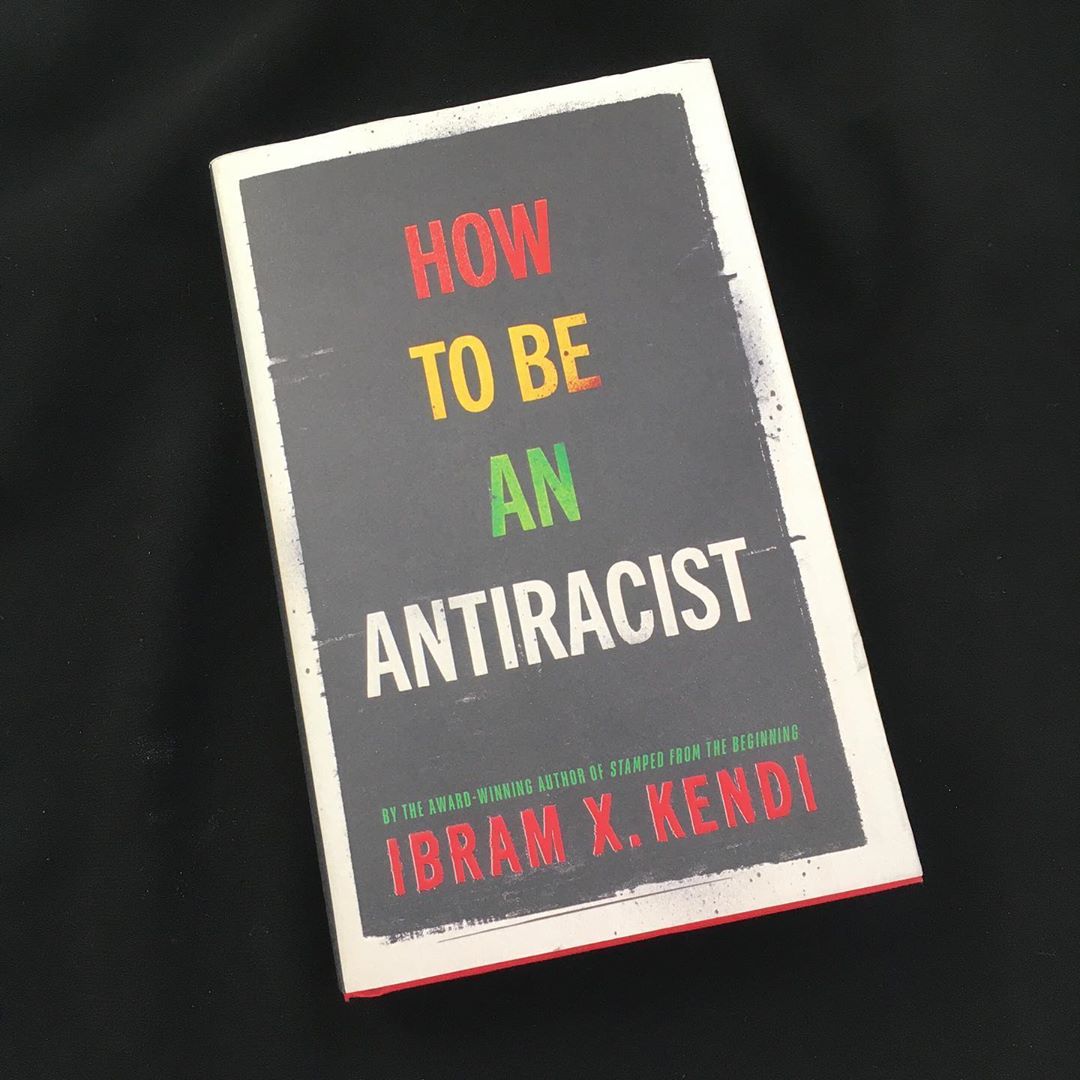 HOW
TO BE
AN
ANTIRACIST
BY THE AWARD-WINNING AUTHOR OF STAMPED FROM THE BEGINNING
IBRAM X. KENDI